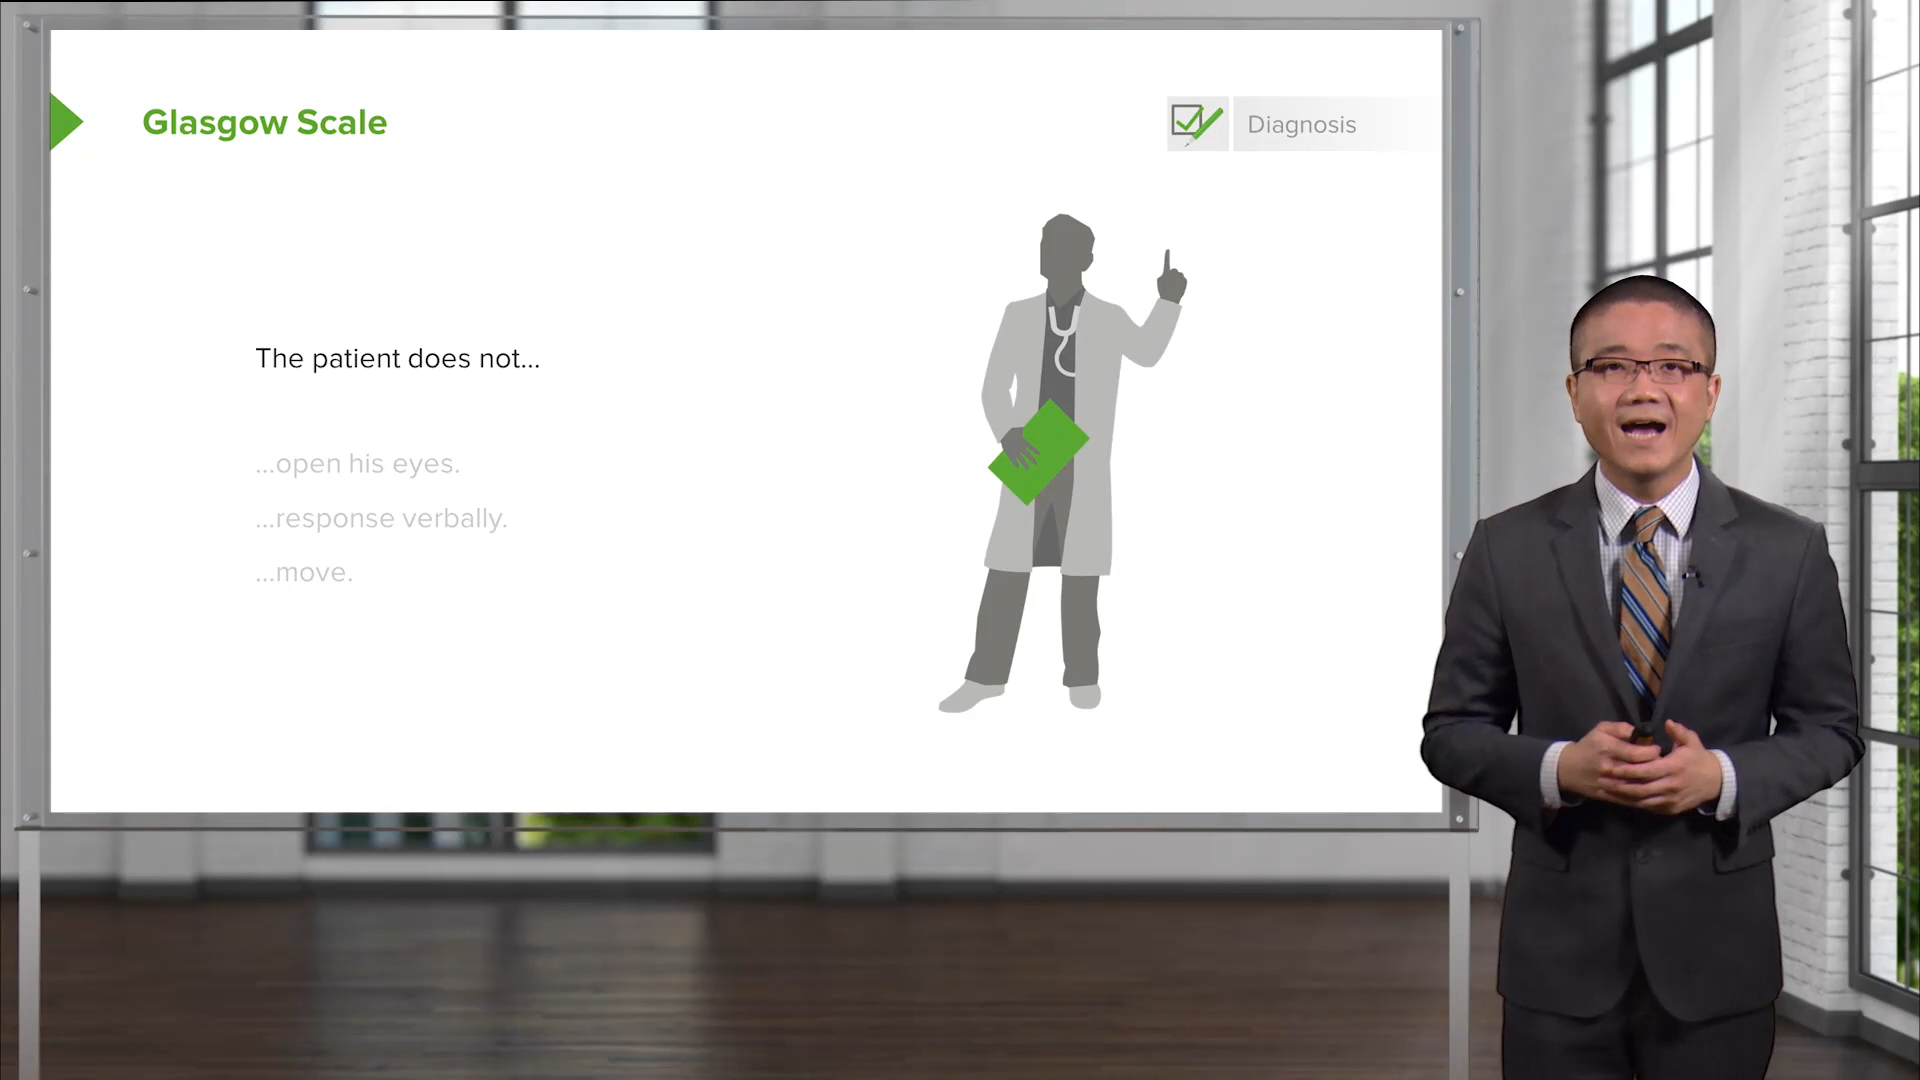 Glasgow Scale
Diagnosis
The patient does not...
...open his eyes.
...response verbally.
...move.